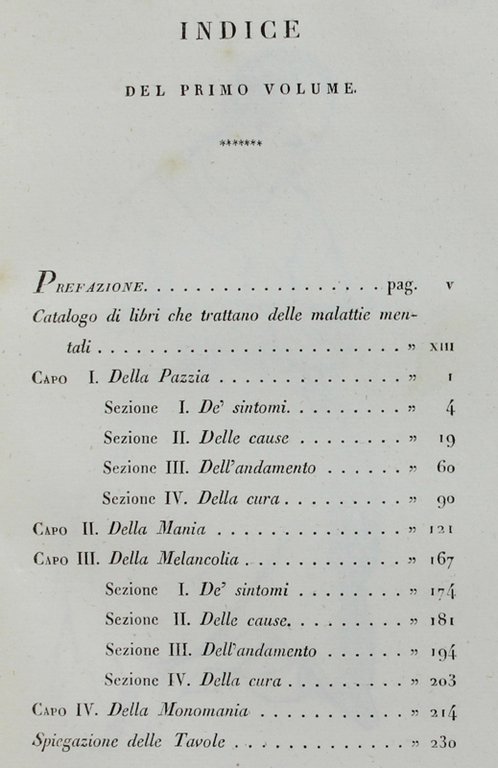 INDICE
DEL PRIMO VOLUME.
*******
PREFAZIONE. . . . . . . . . . . . . . . . . . pag. v
Catalogo di libri che trattano delle malattie men-
tali . . . . . . . . . . . . . . . . . . . . . . . . » XIII
CAPO I. Della Pazzia . . . . . . . . . . . . . . » 1
Sezione I. De' sintomi. . . . . . . . . » 4
Sezione II. Delle cause . . . . . . . . » 19
Sezione III. Dell'andamento . . . . . . » 60
Sezione IV. Della cura . . . . . . . . . » 90
CAPO II. Della Mania . . . . . . . . . . . . . . » 121
CAPO III. Della Melancolia . . . . . . . . . . . . » 167
Sezione I. De' sintomi . . . . . . . . » 174
Sezione II. Delle cause. . . . . . . . . » 181
Sezione III. Dell'andamento . . . . . . » 194
Sezione IV. Della cura . . . . . . . . . » 203
CAPO IV. Della Monomania . . . . . . . . . . . » 214
Spiegazione delle Tavole . . . . . . . . . . . . . » 230